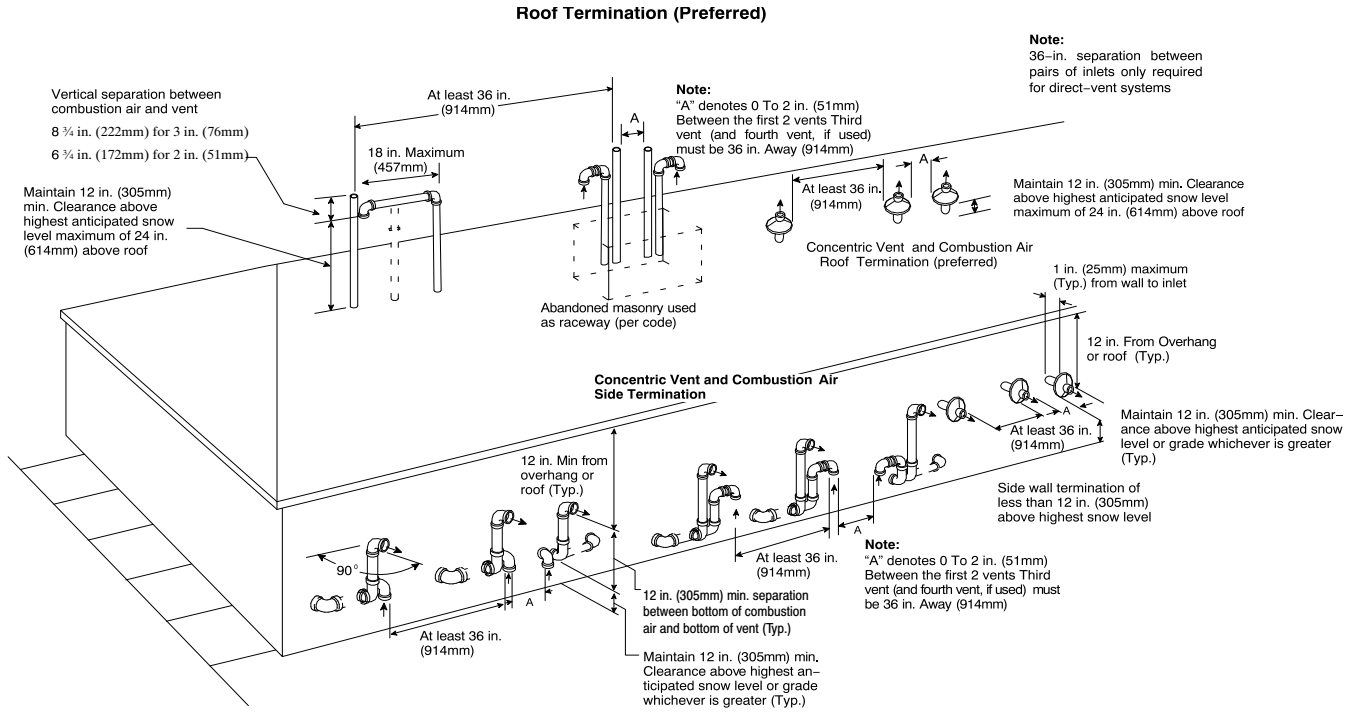 Roof Termination (Preferred)
Note:
36–in. separation between
pairs of inlets only required
for direct–vent systems
Vertical separation between
combustion air and vent
8 ¾ in. (222mm) for 3 in. (76mm)
6 ¾ in. (172mm) for 2 in. (51mm)
At least 36 in.
(914mm)
Note:
“A” denotes 0 To 2 in. (51mm)
Between the first 2 vents Third
vent (and fourth vent, if used)
must be 36 in. Away (914mm)
A
18 in. Maximum
(457mm)
Maintain 12 in. (305mm)
min. Clearance above
highest anticipated snow
level maximum of 24 in.
(614mm) above roof
A
At least 36 in.
(914mm)
Maintain 12 in. (305mm) min. Clearance
above highest anticipated snow level
maximum of 24 in. (614mm) above roof
Concentric Vent and Combustion Air
Roof Termination (preferred)
Abandoned masonry used
as raceway (per code)
1 in. (25mm) maximum
(Typ.) from wall to inlet
12 in. From Overhang
or roof (Typ.)
Concentric Vent and Combustion Air
Side Termination
A
At least 36 in.
(914mm)
Maintain 12 in. (305mm) min. Clear–
ance above highest anticipated snow
level or grade whichever is greater
(Typ.)
12 in. Min from
overhang or
roof (Typ.)
Side wall termination of
less than 12 in. (305mm)
above highest snow level
A
At least 36 in.
(914mm)
Note:
“A” denotes 0 To 2 in. (51mm)
Between the first 2 vents Third
vent (and fourth vent, if used) must
be 36 in. Away (914mm)
90°
A
At least 36 in.
(914mm)
12 in. (305mm) min. separation
between bottom of combustion
air and bottom of vent (Typ.)
Maintain 12 in. (305mm) min.
Clearance above highest an–
ticipated snow level or grade
whichever is greater (Typ.)